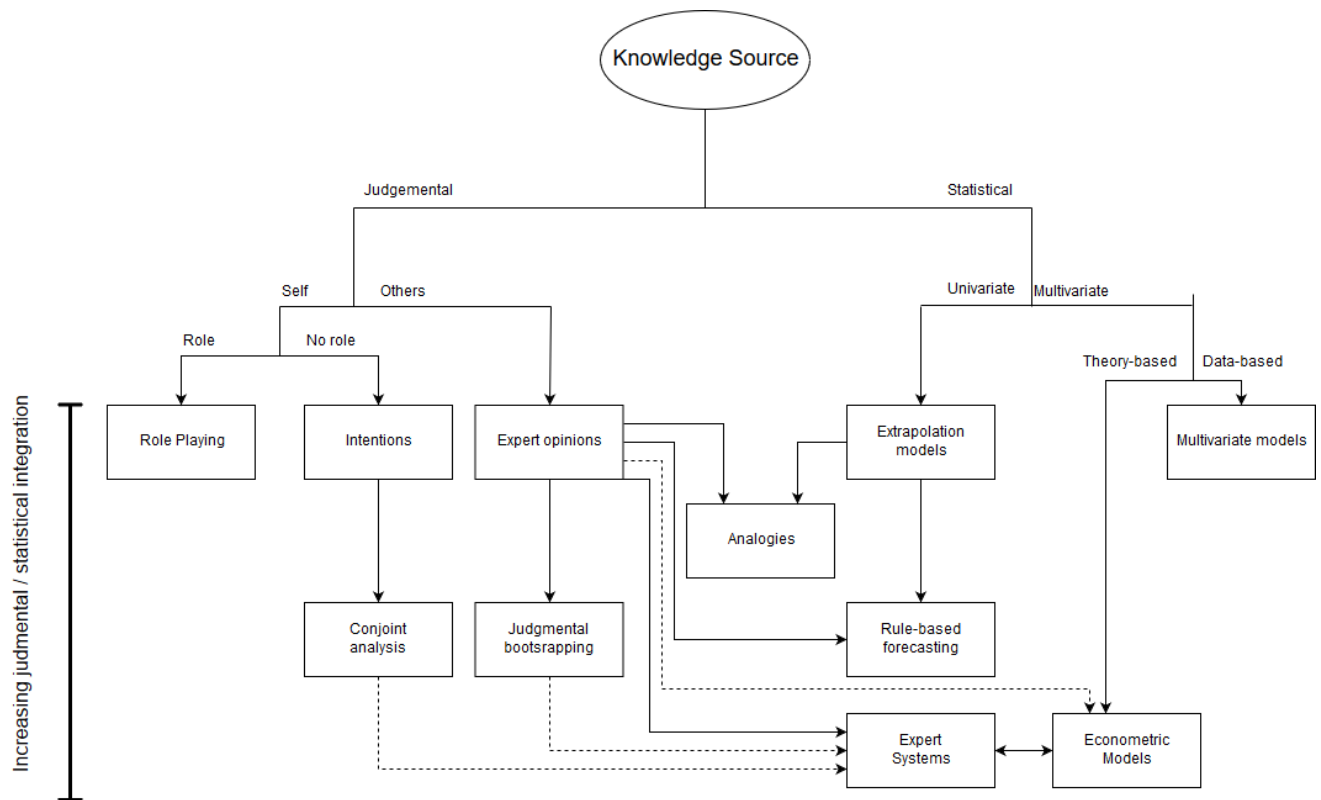 Knowledge Source
Judgemental
Statistical
Self
Others
Univariate
Multivariate
Role
No role
Theory-based
Data-based
Increasing judmental / statistical integration
Role Playing
Intentions
Expert opinions
Extrapolation
models
Multivariate models
Analogies
Conjoint
analysis
Judgmental
bootsrapping
Rule-based
forecasting
Expert
Systems
Econometric
Models